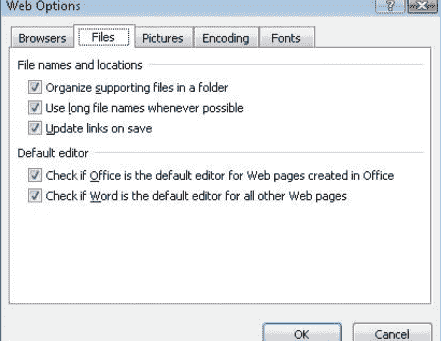 Web Options
Browsers Files Pictures Encoding Fonts
File names and locations
Organize supporting files in a folder
Use long file names whenever possible
Update links on save
Default editor
Check if Office is the default editor for Web pages created in Office
Check if Word is the default editor for all other Web pages
OK Cancel